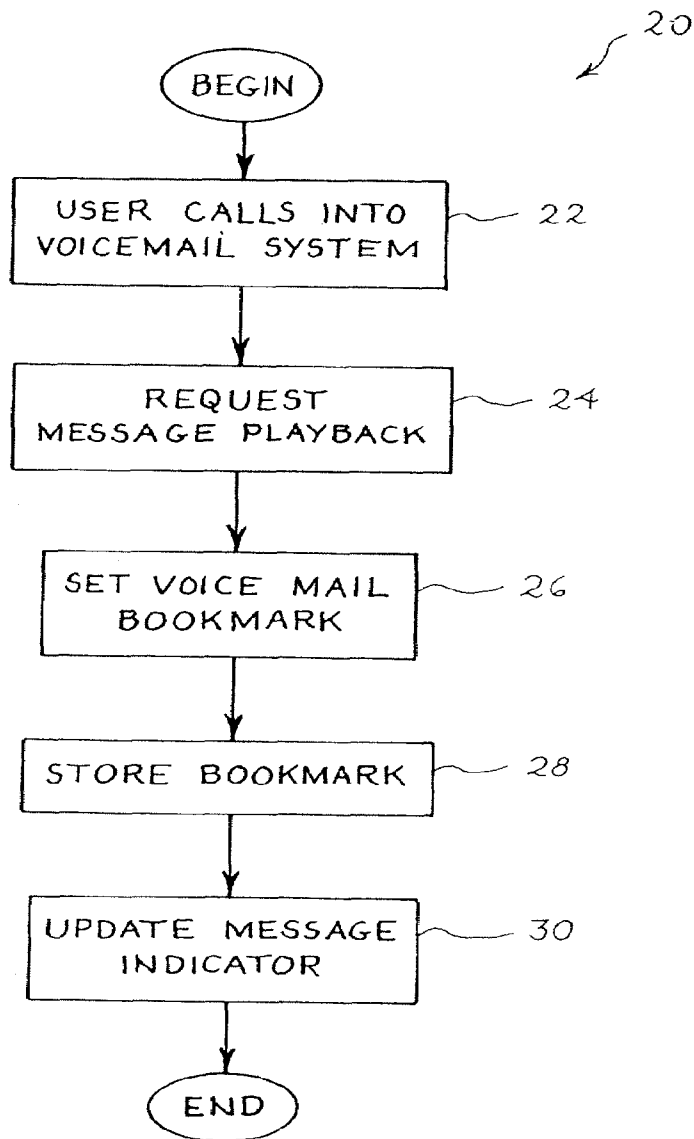 20
BEGIN
USER CALLS INTO
VOICEMAIL SYSTEM
22
REQUEST
MESSAGE PLAYBACK
24
SET VOICE MAIL
BOOKMARK
26
STORE BOOKMARK
28
UPDATE MESSAGE
INDICATOR
30
END